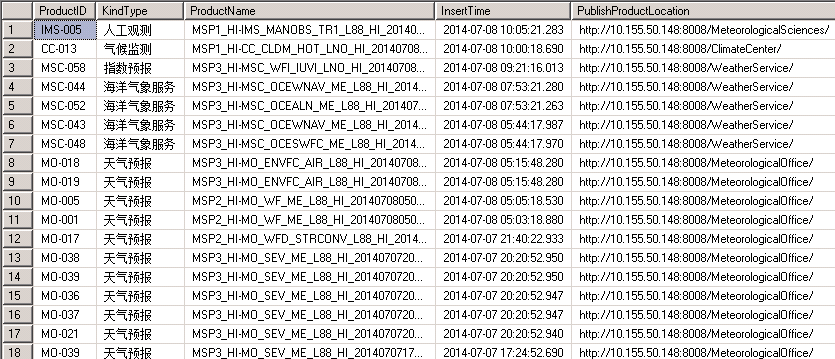 ProductID KindType ProductName InsertTime PublishProductLocation
1 IMS-005 人工观测 MSP1_HI-IMS_MANOBS_TR1_L88_HI_20140... 2014-07-08 10:05:21.283 http://10.155.50.148:8008/MeteorologicalSciences/
2 CC-013 气候监测 MSP1_HI-CC_CLDM_HOT_LNO_HI_20140708... 2014-07-08 10:00:18.690 http://10.155.50.148:8008/ClimateCenter/
3 MSC-058 指数预报 MSP3_HI-MSC_WFI_IUVI_LNO_HI_2014070... 2014-07-08 09:21:16.013 http://10.155.50.148:8008/WeatherService/
4 MSC-044 海洋气象服务 MSP3_HI-MSC_OCEWNAV_ME_L88_HI_2014... 2014-07-08 07:53:21.280 http://10.155.50.148:8008/WeatherService/
5 MSC-052 海洋气象服务 MSP3_HI-MSC_OCEALN_ME_L88_HI_201407... 2014-07-08 07:53:21.263 http://10.155.50.148:8008/WeatherService/
6 MSC-043 海洋气象服务 MSP3_HI-MSC_OCEWNAV_ME_L88_HI_2014... 2014-07-08 05:44:17.987 http://10.155.50.148:8008/WeatherService/
7 MSC-048 海洋气象服务 MSP3_HI-MSC_OCESWFC_ME_L88_HI_2014... 2014-07-08 05:44:17.970 http://10.155.50.148:8008/WeatherService/
8 MO-018 天气预报 MSP3_HI-MO_ENVFC_AIR_L88_HI_20140708... 2014-07-08 05:15:48.280 http://10.155.50.148:8008/MeteorologicalOffice/
9 MO-019 天气预报 MSP3_HI-MO_ENVFC_AIR_L88_HI_20140708... 2014-07-08 05:15:48.280 http://10.155.50.148:8008/MeteorologicalOffice/
10 MO-005 天气预报 MSP2_HI-MO_WF_ME_L88_HI_20140708050... 2014-07-08 05:05:18.530 http://10.155.50.148:8008/MeteorologicalOffice/
11 MO-001 天气预报 MSP2_HI-MO_WF_ME_L88_HI_20140708050... 2014-07-08 05:03:18.880 http://10.155.50.148:8008/MeteorologicalOffice/
12 MO-017 天气预报 MSP2_HI-MO_WFD_STRCONV_L88_HI_2014... 2014-07-07 21:40:22.933 http://10.155.50.148:8008/MeteorologicalOffice/
13 MO-038 天气预报 MSP3_HI-MO_SEV_ME_L88_HI_2014070720... 2014-07-07 20:20:52.950 http://10.155.50.148:8008/MeteorologicalOffice/
14 MO-039 天气预报 MSP3_HI-MO_SEV_ME_L88_HI_2014070720... 2014-07-07 20:20:52.950 http://10.155.50.148:8008/MeteorologicalOffice/
15 MO-036 天气预报 MSP3_HI-MO_SEV_ME_L88_HI_2014070720... 2014-07-07 20:20:52.947 http://10.155.50.148:8008/MeteorologicalOffice/
16 MO-037 天气预报 MSP3_HI-MO_SEV_ME_L88_HI_2014070720... 2014-07-07 20:20:52.947 http://10.155.50.148:8008/MeteorologicalOffice/
17 MO-021 天气预报 MSP3_HI-MO_SEV_ME_L88_HI_2014070720... 2014-07-07 20:20:52.940 http://10.155.50.148:8008/MeteorologicalOffice/
18 MO-039 天气预报 MSP3_HI-MO_SEV_ME_L88_HI_2014070717... 2014-07-07 17:24:52.690 http://10.155.50.148:8008/MeteorologicalOffice/